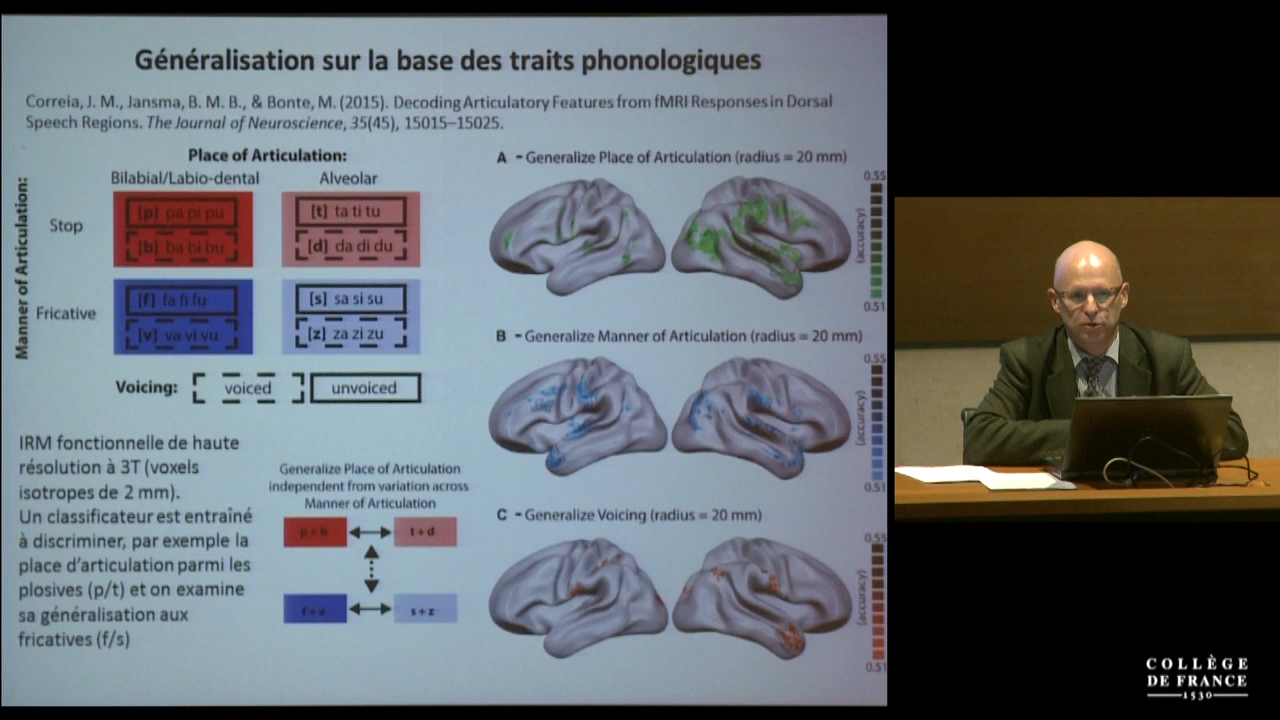 Généralisation sur la base des traits phonologiques
Correia, J. M., Jansma, B. M. B., & Bonte, M. (2015). Decoding Articulatory Features from fMRI Responses in Dorsal
Speech Regions. The Journal of Neuroscience, 35(45), 15015–15025.
Place of Articulation:
Bilabial/Labio-dental
Alveolar
Manner of Articulation:
Stop
[p] pa pi pu
[t] ta ti tu
[b] ba bi bu
[d] da di du
Fricative
[f] fa fi fu
[s] sa si su
[v] va vi vu
[z] za zi zu
Voicing:
voiced
unvoiced
IRM fonctionnelle de haute
résolution à 3T (voxels
isotropes de 2 mm).
Un classificateur est entraîné
à discriminer, par exemple la
place d'articulation parmi les
plosives (p/t) et on examine
sa généralisation aux
fricatives (f/s)
Generalize Place of Articulation
independent from variation across
Manner of Articulation
p+b
t+d
f+v
s+z
A - Generalize Place of Articulation (radius = 20 mm)
0.55
(accuracy)
0.51
B - Generalize Manner of Articulation (radius = 20 mm)
0.55
(accuracy)
0.51
C - Generalize Voicing (radius = 20 mm)
0.55
(accuracy)
0.51
COLLÈGE
DE FRANCE
1530